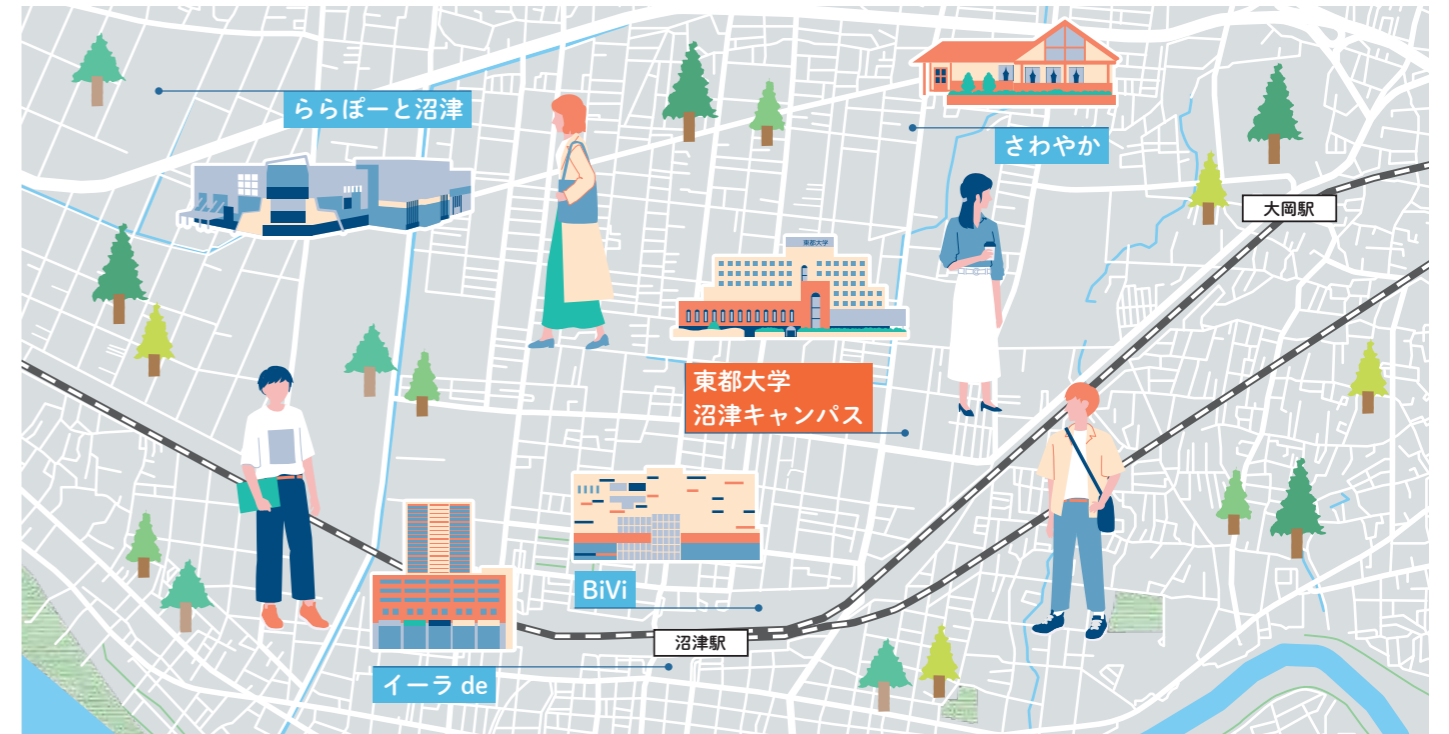 ららぽーと沼津
さわやか
大岡駅
東都大学
東都大学
沼津キャンパス
BiVi
沼津駅
イーラ de